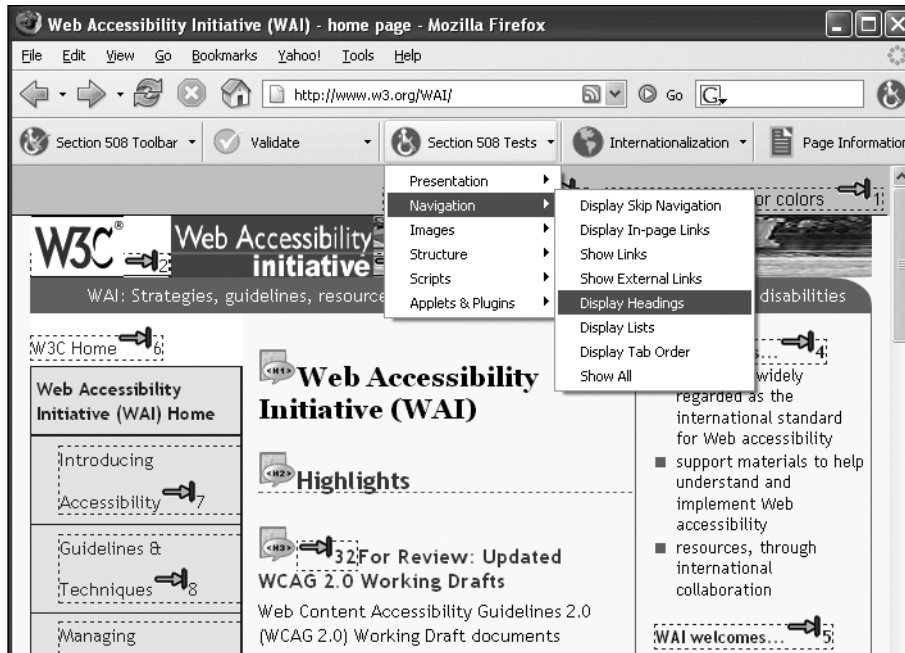 Web Accessibility Initiative (WAI) - home page - Mozilla Firefox
File Edit View Go Bookmarks Yahoo! Tools Help
http://www.w3.org/WAI/ Go G
Section 508 Toolbar Validate Section 508 Tests Internationalization Page Information
Presentation
Navigation
Images
Structure
Scripts
Applets & Plugins
Display Skip Navigation
Display In-page Links
Show Links
Show External Links
Display Headings
Display Lists
Display Tab Order
Show All
or colors 1
W3C® 2
Web Accessibility
initiative
WAI: Strategies, guidelines, resource disabilities
W3C Home 6
Web Accessibility
Initiative (WAI) Home
Introducing
Accessibility 7
Guidelines &
Techniques 8
Managing
<H1> Web Accessibility
Initiative (WAI)
<H2> Highlights
<H3> 32 For Review: Updated
WCAG 2.0 Working Drafts
Web Content Accessibility Guidelines 2.0
(WCAG 2.0) Working Draft documents
... 4
widely
regarded as the
international standard
for Web accessibility
support materials to help
understand and
implement Web
accessibility
resources, through
international
collaboration
WAI welcomes... 5